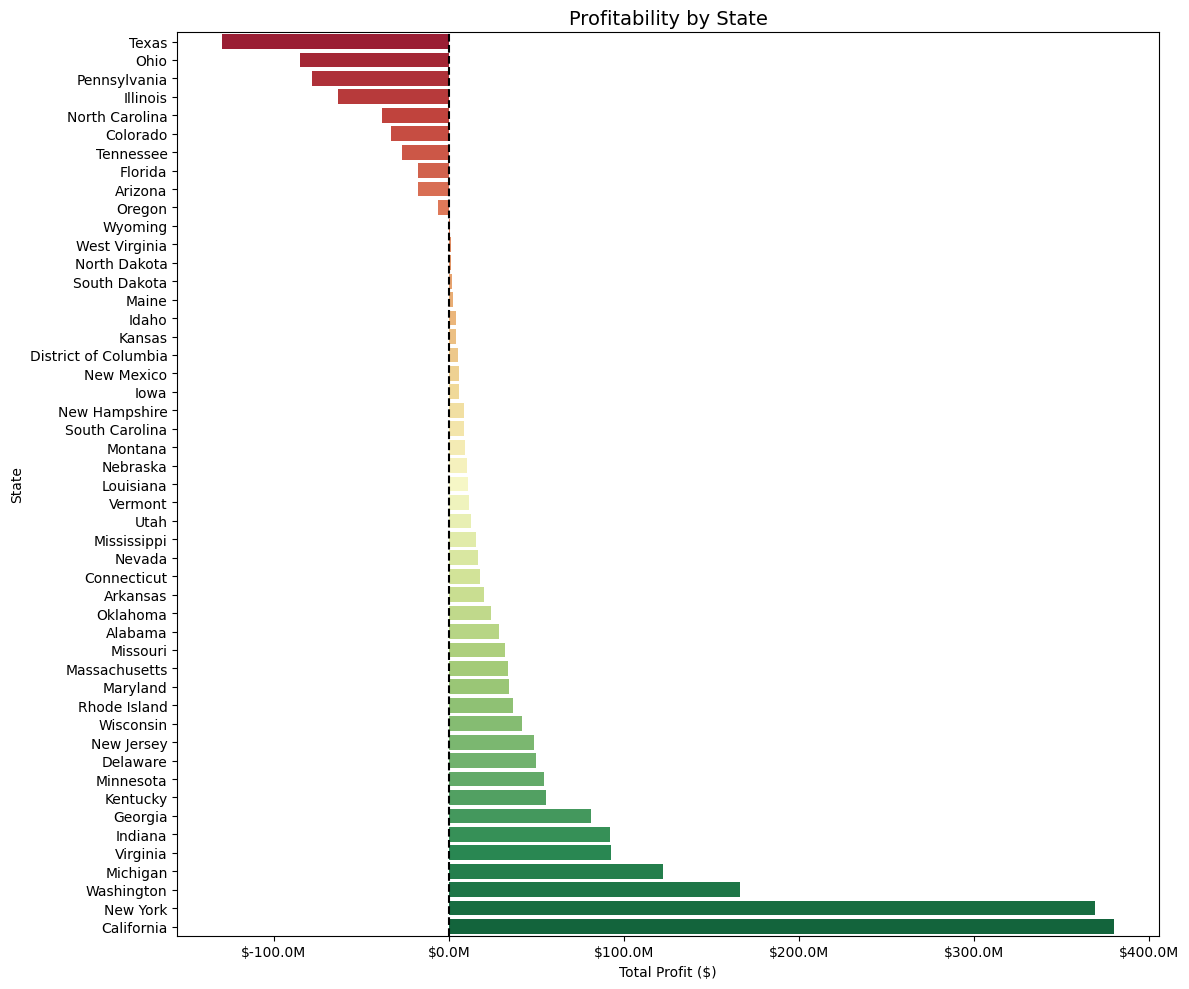 Profitability by State
State
Texas
Ohio
Pennsylvania
Illinois
North Carolina
Colorado
Tennessee
Florida
Arizona
Oregon
Wyoming
West Virginia
North Dakota
South Dakota
Maine
Idaho
Kansas
District of Columbia
New Mexico
Iowa
New Hampshire
South Carolina
Montana
Nebraska
Louisiana
Vermont
Utah
Mississippi
Nevada
Connecticut
Arkansas
Oklahoma
Alabama
Missouri
Massachusetts
Maryland
Rhode Island
Wisconsin
New Jersey
Delaware
Minnesota
Kentucky
Georgia
Indiana
Virginia
Michigan
Washington
New York
California
$-100.0M $0.0M $100.0M $200.0M $300.0M $400.0M
Total Profit ($)